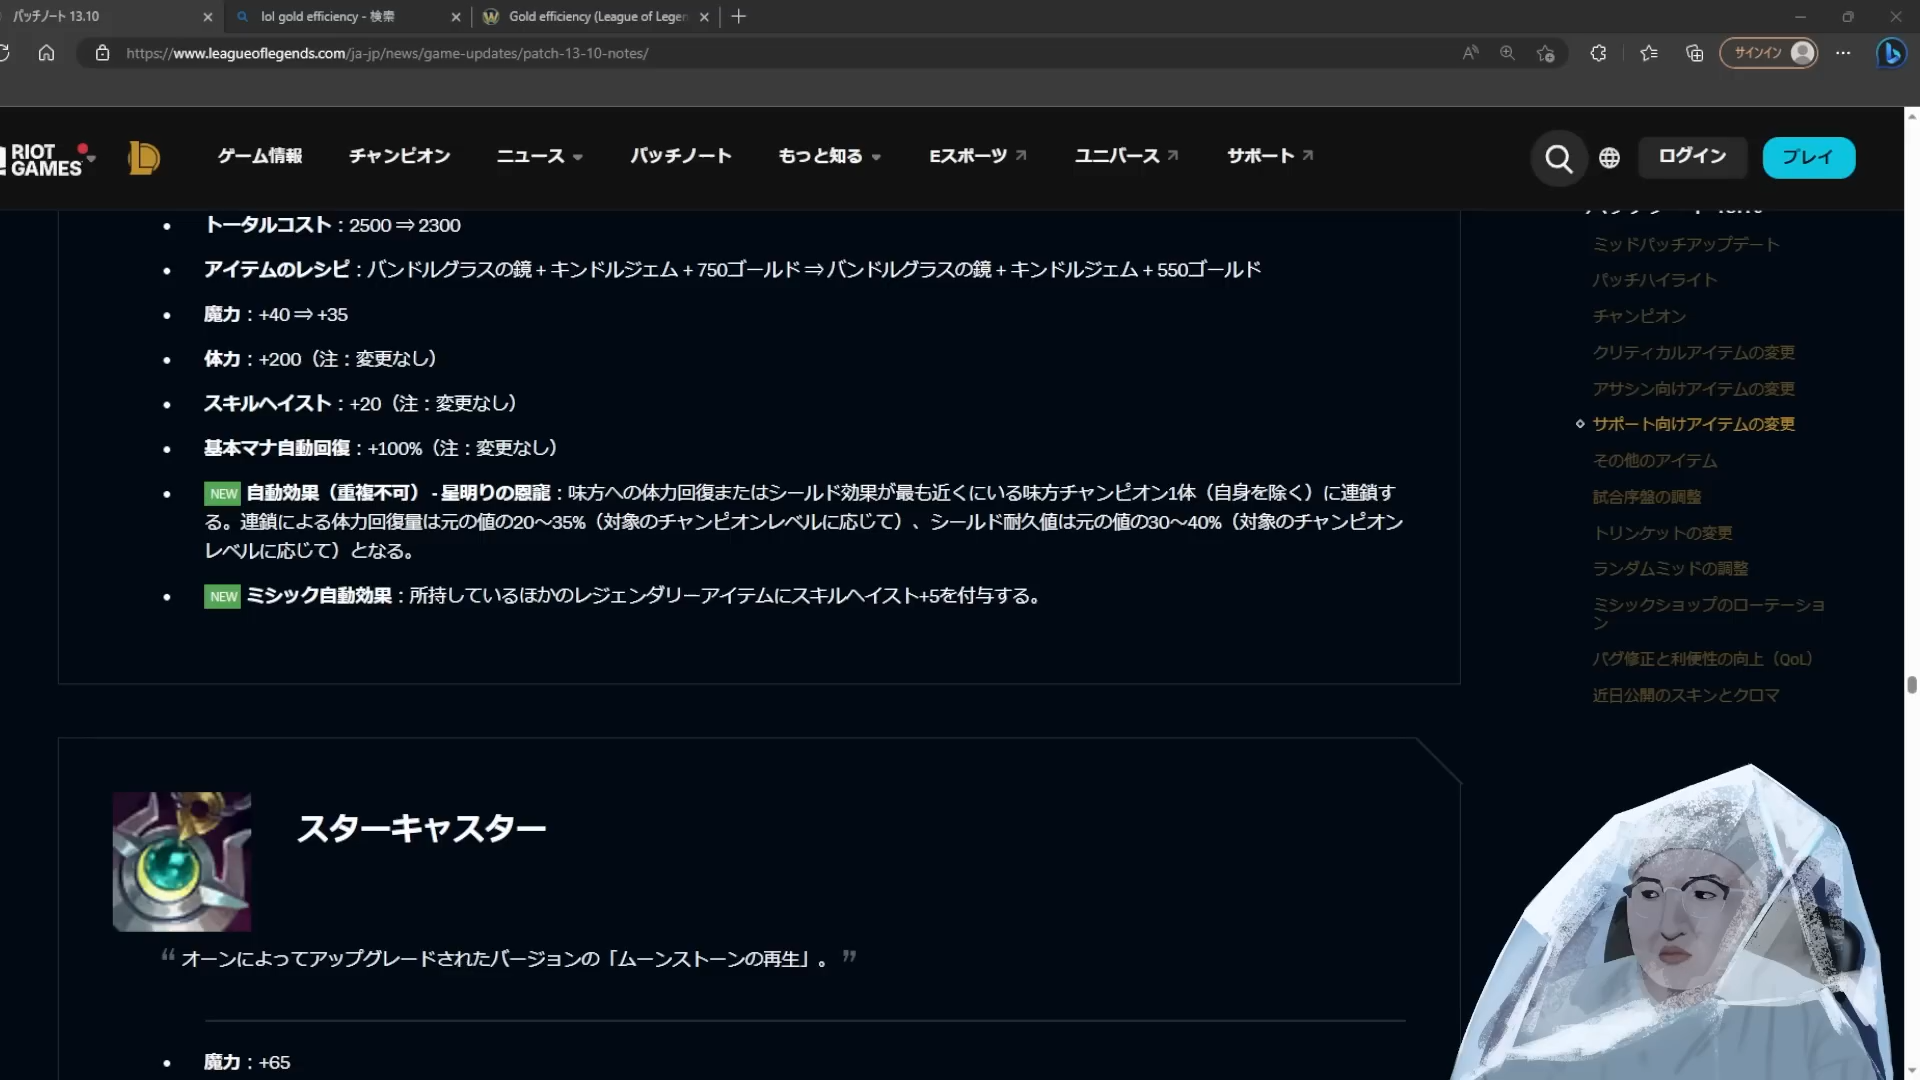 パッチノート 13.10
lol gold efficiency - 検索
Gold efficiency (League of Legen
https://www.leagueoflegends.com/ja-jp/news/game-updates/patch-13-10-notes/
サインイン
RIOT GAMES
ゲーム情報
チャンピオン
ニュース
パッチノート
もっと知る
Eスポーツ
ユニバース
サポート
ログイン
プレイ
トータルコスト：2500 ⇒ 2300
アイテムのレシピ：バンドルグラスの鏡 + キンドルジェム + 750ゴールド ⇒ バンドルグラスの鏡 + キンドルジェム + 550ゴールド
魔力：+40 ⇒ +35
体力：+200（注：変更なし）
スキルヘイスト：+20（注：変更なし）
基本マナ自動回復：+100%（注：変更なし）
NEW 自動効果（重複不可） - 星明りの恩寵：味方への体力回復またはシールド効果が最も近くにいる味方チャンピオン1体（自身を除く）に連鎖す
る。連鎖による体力回復量は元の値の20～35%（対象のチャンピオンレベルに応じて）、シールド耐久値は元の値の30～40%（対象のチャンピオン
レベルに応じて）となる。
NEW ミシック自動効果：所持しているほかのレジェンダリーアイテムにスキルヘイスト+5を付与する。
スターキャスター
“ オーンによってアップグレードされたバージョンの「ムーンストーンの再生」。 ”
魔力：+65
ミッドパッチアップデート
パッチハイライト
チャンピオン
クリティカルアイテムの変更
アサシン向けアイテムの変更
サポート向けアイテムの変更
その他のアイテム
試合序盤の調整
トリンケットの変更
ランダムミッドの調整
ミシックショップのローテーショ
ン
バグ修正と利便性の向上（QoL）
近日公開のスキンとクロマ